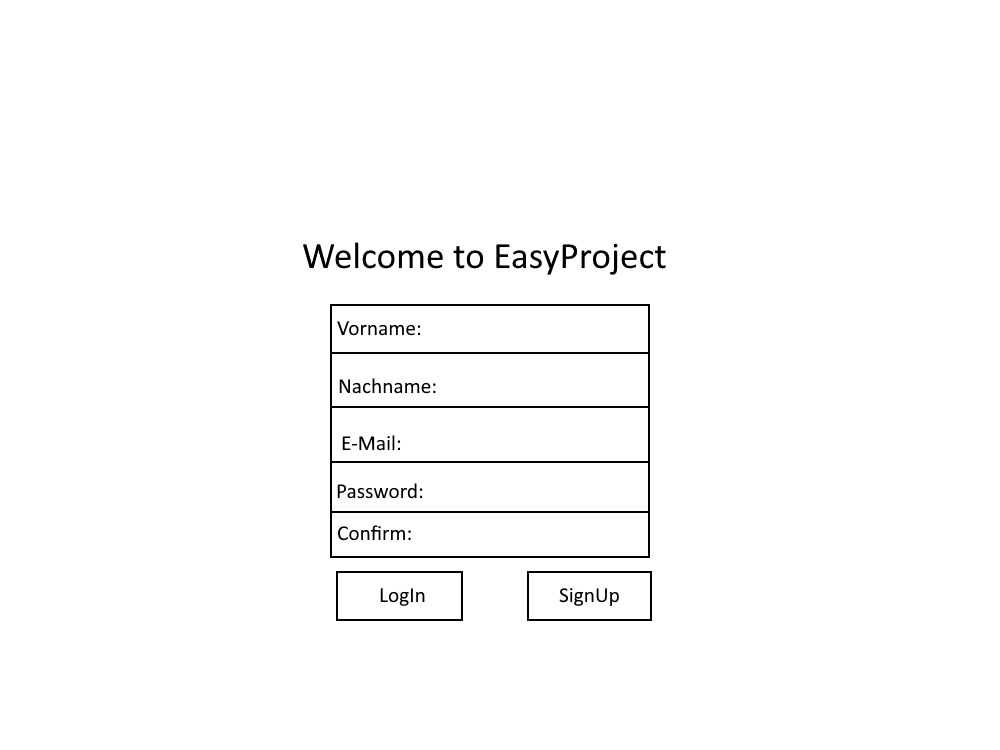 Welcome to EasyProject
Vorname:
Nachname:
E-Mail:
Password:
Confirm:
LogIn
SignUp